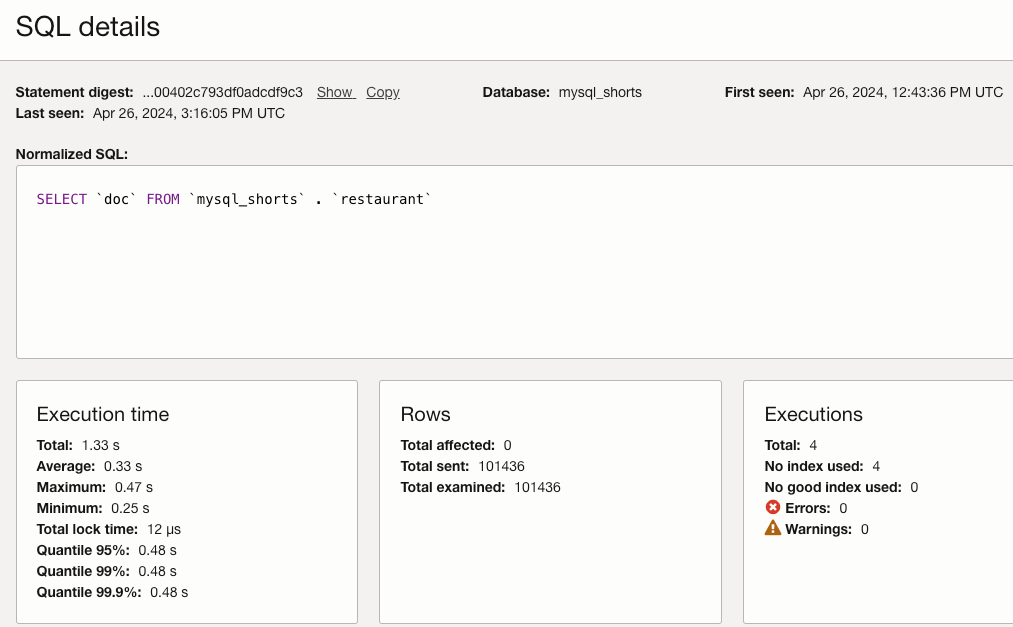 SQL details
Statement digest: ...00402c793df0adcdf9c3 Show Copy Database: mysql_shorts First seen: Apr 26, 2024, 12:43:36 PM UTC
Last seen: Apr 26, 2024, 3:16:05 PM UTC
Normalized SQL:
SELECT `doc` FROM `mysql_shorts` . `restaurant`
Execution time
Total: 1.33 s
Average: 0.33 s
Maximum: 0.47 s
Minimum: 0.25 s
Total lock time: 12 µs
Quantile 95%: 0.48 s
Quantile 99%: 0.48 s
Quantile 99.9%: 0.48 s
Rows
Total affected: 0
Total sent: 101436
Total examined: 101436
Executions
Total: 4
No index used: 4
No good index used: 0
Errors: 0
Warnings: 0